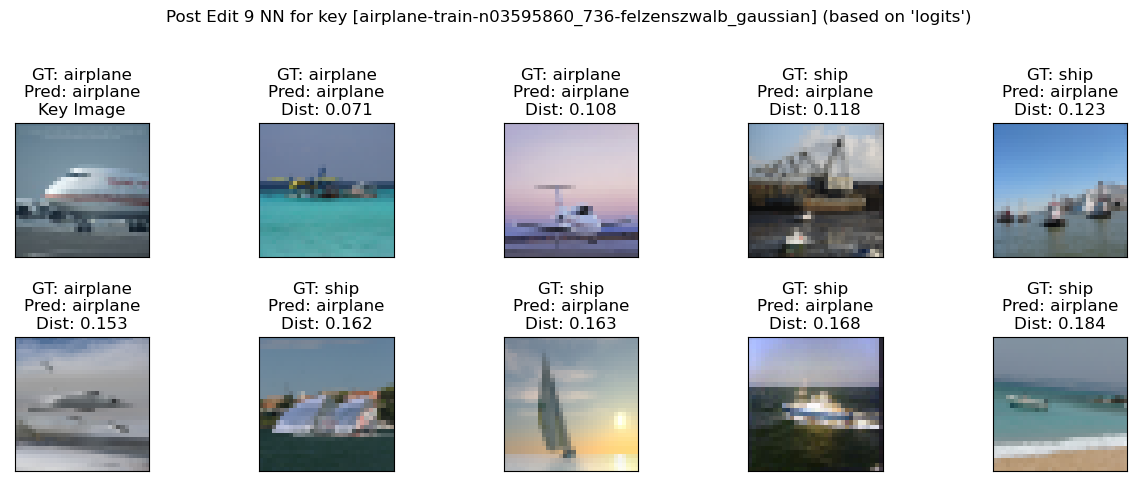 Post Edit 9 NN for key [airplane-train-n03595860_736-felzenszwalb_gaussian] (based on 'logits')
GT: airplane
Pred: airplane
Key Image
GT: airplane
Pred: airplane
Dist: 0.071
GT: airplane
Pred: airplane
Dist: 0.108
GT: ship
Pred: airplane
Dist: 0.118
GT: ship
Pred: airplane
Dist: 0.123
GT: airplane
Pred: airplane
Dist: 0.153
GT: ship
Pred: airplane
Dist: 0.162
GT: ship
Pred: airplane
Dist: 0.163
GT: ship
Pred: airplane
Dist: 0.168
GT: ship
Pred: airplane
Dist: 0.184